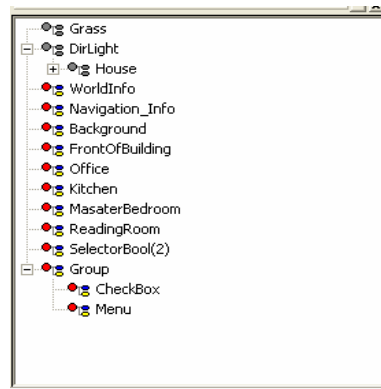 Grass
DirLight
House
WorldInfo
Navigation_Info
Background
FrontOfBuilding
Office
Kitchen
MasaterBedroom
ReadingRoom
SelectorBool(2)
Group
CheckBox
Menu